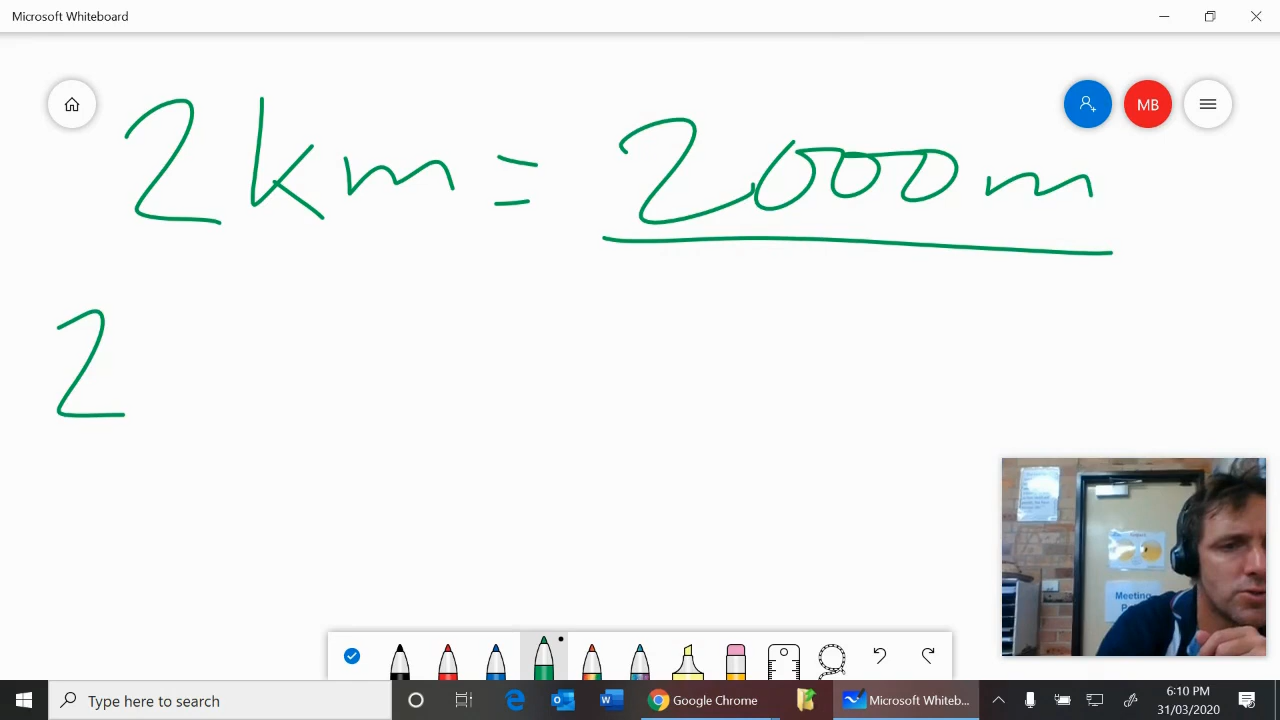 Microsoft Whiteboard
MB
2km = 2000m
2
Meeting
Type here to search
Google Chrome
Microsoft Whiteb...
6:10 PM
31/03/2020